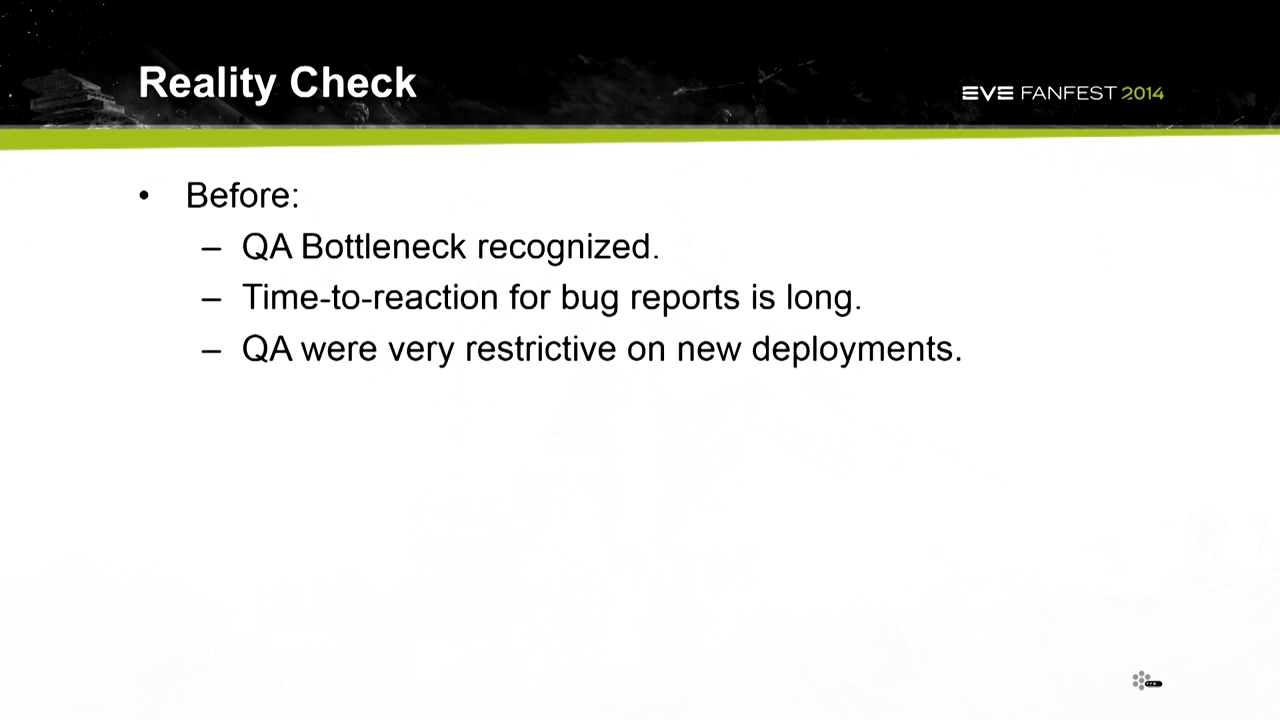 Reality Check
EVE FANFEST 2014
• Before:
– QA Bottleneck recognized.
– Time-to-reaction for bug reports is long.
– QA were very restrictive on new deployments.